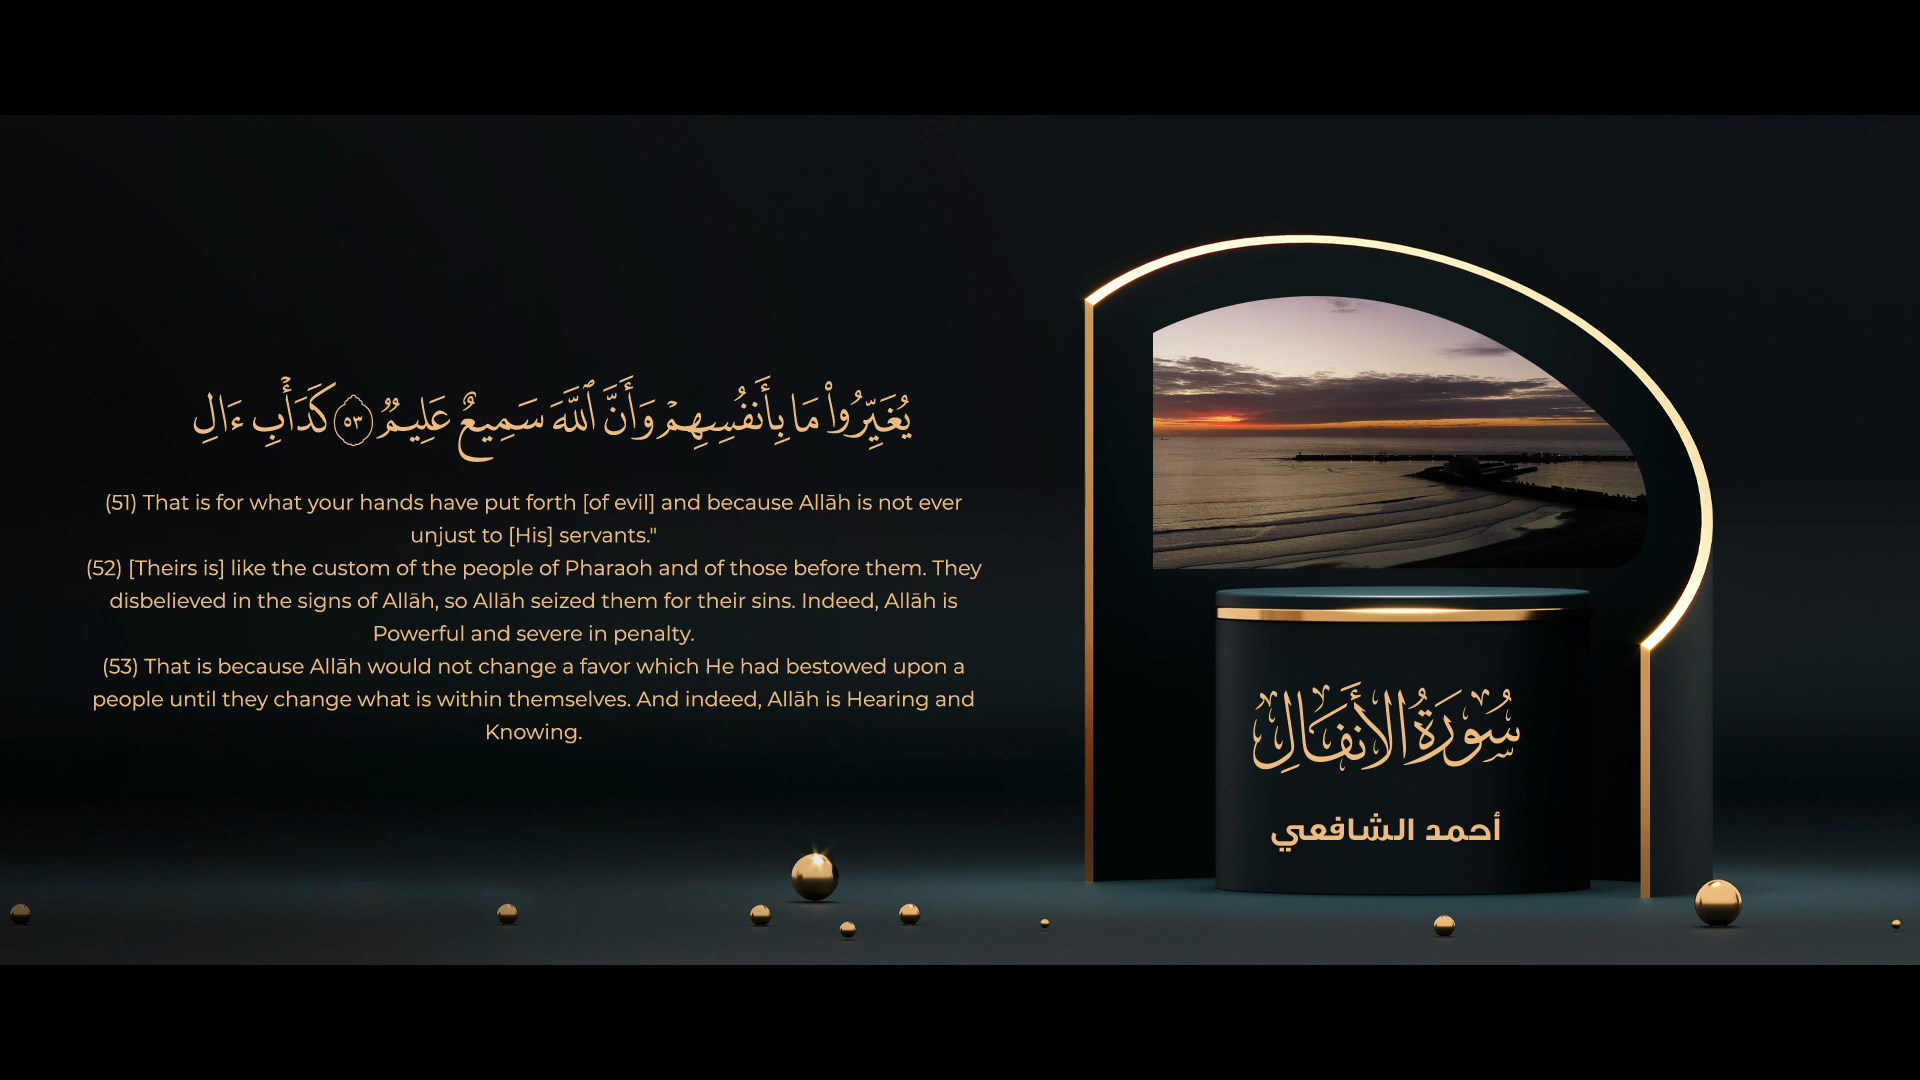 يُغَيِّرُوا۟ مَا بِأَنفُسِهِمْ وَأَنَّ ٱللَّهَ سَمِيعٌ عَلِيمٌ ٥٣ كَدَأْبِ ءَالِ
(51) That is for what your hands have put forth [of evil] and because Allāh is not ever
unjust to [His] servants."
(52) [Theirs is] like the custom of the people of Pharaoh and of those before them. They
disbelieved in the signs of Allāh, so Allāh seized them for their sins. Indeed, Allāh is
Powerful and severe in penalty.
(53) That is because Allāh would not change a favor which He had bestowed upon a
people until they change what is within themselves. And indeed, Allāh is Hearing and
Knowing.
سُورَةُ الأَنفَالِ
أحمد الشافعي